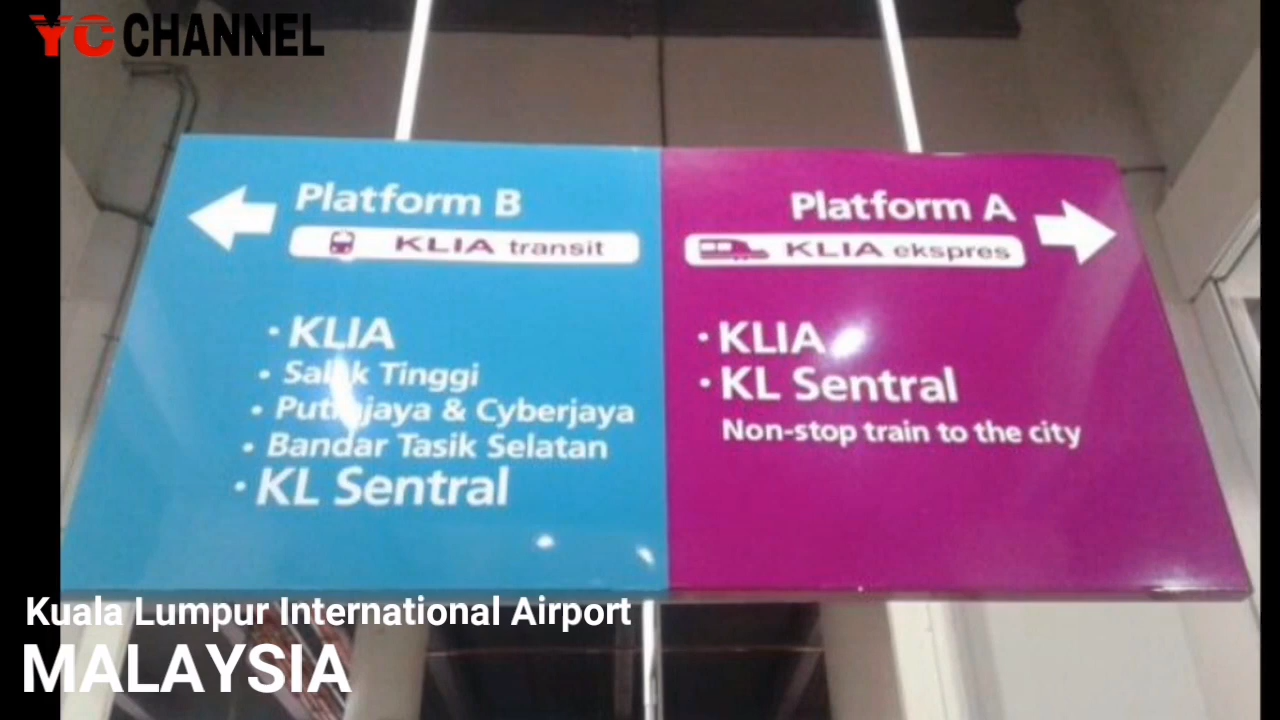 YC CHANNEL
Platform B
KLIA transit
• KLIA
• Salak Tinggi
• Putrajaya & Cyberjaya
• Bandar Tasik Selatan
• KL Sentral
Platform A
KLIA ekspres
• KLIA
• KL Sentral
Non-stop train to the city
Kuala Lumpur International Airport
MALAYSIA